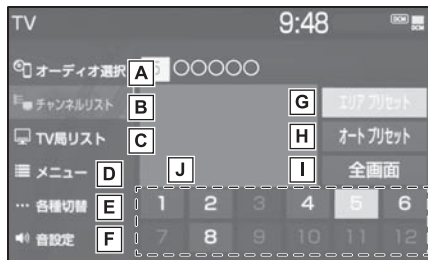 TV 9:48 DCM
オーディオ選択 A 5 ○○○○○
チャンネルリスト B G エリア プリセット
TV局リスト C H オート プリセット
メニュー D J I 全画面
各種切替 E 1 2 3 4 5 6
音設定 F 7 8 9 10 11 12